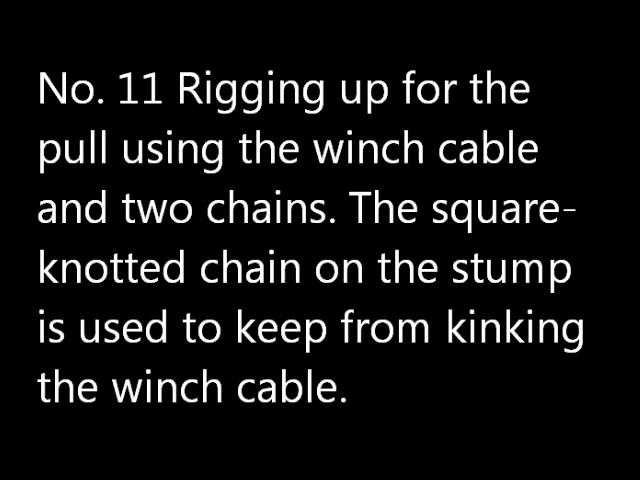 No. 11 Rigging up for the
pull using the winch cable
and two chains. The square-
knotted chain on the stump
is used to keep from kinking
the winch cable.